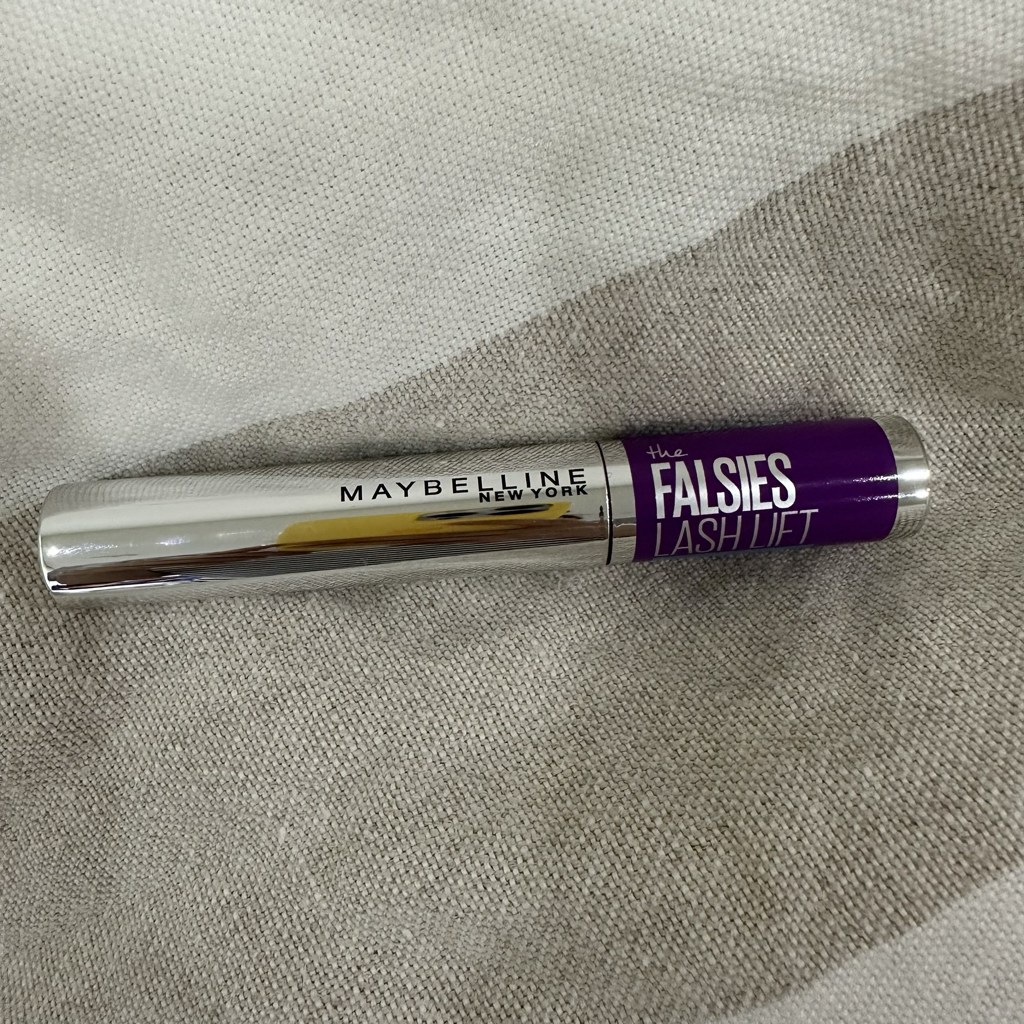 MAYBELLINE
NEW YORK
the
FALSIES
LASH LIFT